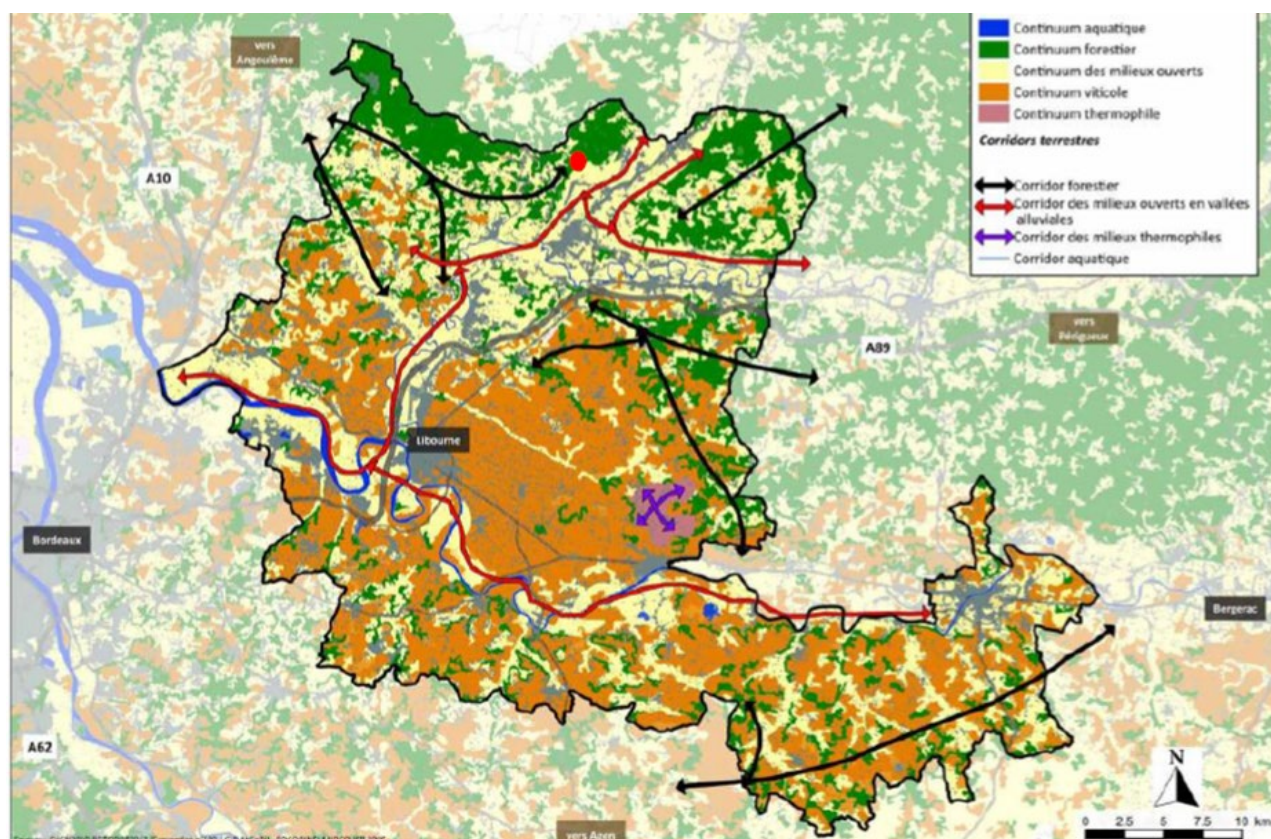 Continuum aquatique
Continuum forestier
Continuum des milieux ouverts
Continuum viticole
Continuum thermophile
Corridors terrestres
Corridor forestier
Corridor des milieux ouverts en vallées
alluviales
Corridor des milieux thermophiles
Corridor aquatique
vers
Angoulême
A10
vers
Périgueux
A89
Libourne
Bordeaux
Bergerac
A62
N
vers Agen
0 2.5 5 7.5 10 km